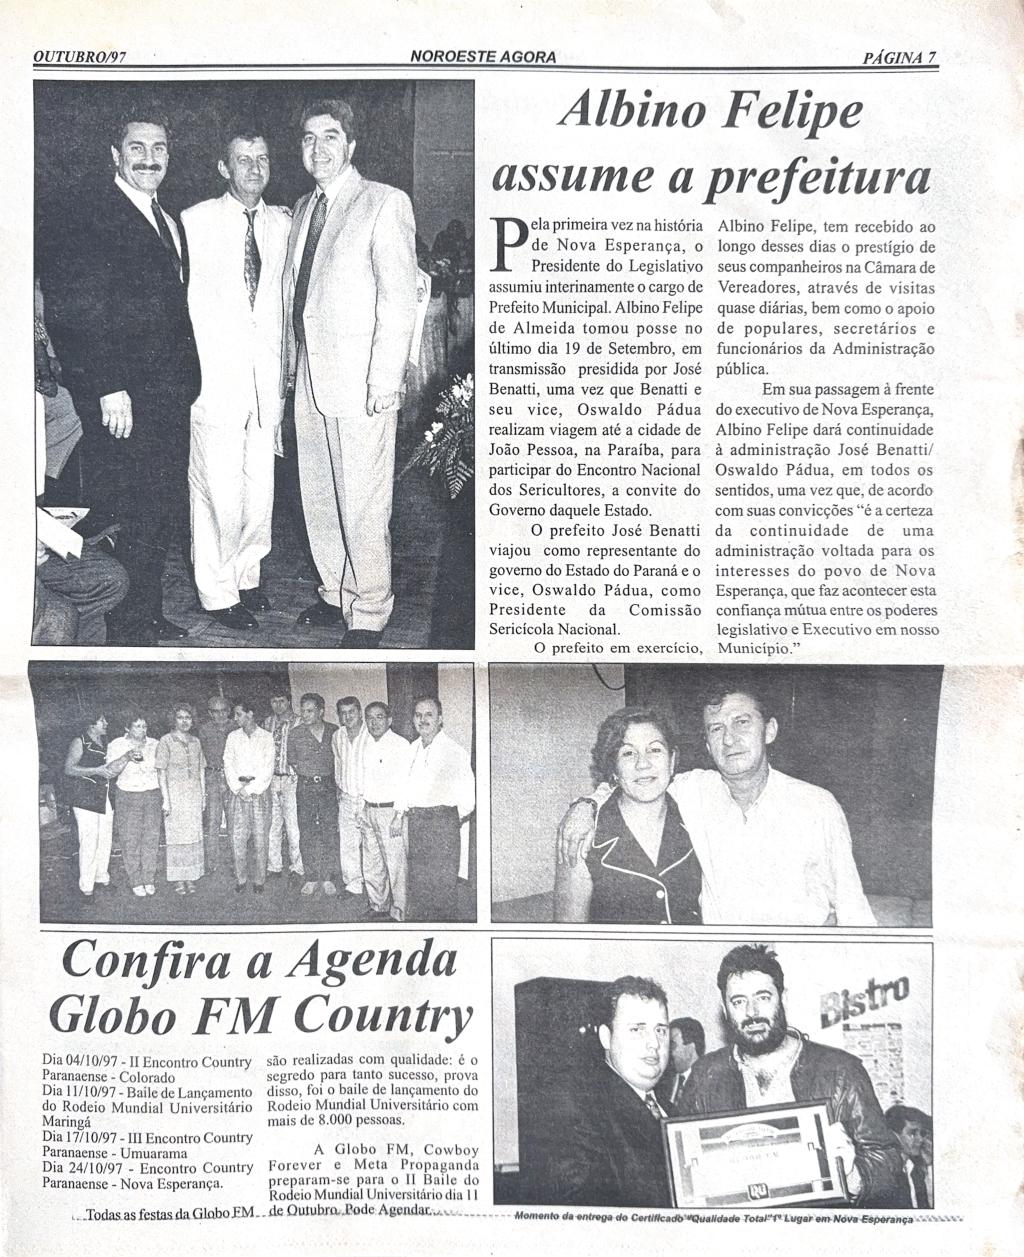 OUTUBRO/97
NOROESTE AGORA
PÁGINA 7
Albino Felipe
assume a prefeitura
Pela primeira vez na história
de Nova Esperança, o
Presidente do Legislativo
assumiu interinamente o cargo de
Prefeito Municipal. Albino Felipe
de Almeida tomou posse no
último dia 19 de Setembro, em
transmissão presidida por José
Benatti, uma vez que Benatti e
seu vice, Oswaldo Pádua
realizam viagem até a cidade de
João Pessoa, na Paraíba, para
participar do Encontro Nacional
dos Sericultores, a convite do
Governo daquele Estado.
O prefeito José Benatti
viajou como representante do
governo do Estado do Paraná e o
vice, Oswaldo Pádua, como
Presidente da Comissão
Sericícola Nacional.
O prefeito em exercício,
Albino Felipe, tem recebido ao
longo desses dias o prestígio de
seus companheiros na Câmara de
Vereadores, através de visitas
quase diárias, bem como o apoio
de populares, secretários e
funcionários da Administração
pública.
Em sua passagem à frente
do executivo de Nova Esperança,
Albino Felipe dará continuidade
à administração José Benatti/
Oswaldo Pádua, em todos os
sentidos, uma vez que, de acordo
com suas convicções “é a certeza
da continuidade de uma
administração voltada para os
interesses do povo de Nova
Esperança, que faz acontecer esta
confiança mútua entre os poderes
legislativo e Executivo em nosso
Município.”
Confira a Agenda
Globo FM Country
Dia 04/10/97 - II Encontro Country
Paranaense - Colorado
Dia 11/10/97 - Baile de Lançamento
do Rodeio Mundial Universitário
Maringá
Dia 17/10/97 - III Encontro Country
Paranaense - Umuarama
Dia 24/10/97 - Encontro Country
Paranaense - Nova Esperança.
Todas as festas da Globo FM
são realizadas com qualidade: é o
segredo para tanto sucesso, prova
disso, foi o baile de lançamento do
Rodeio Mundial Universitário com
mais de 8.000 pessoas.
A Globo FM, Cowboy
Forever e Meta Propaganda
preparam-se para o II Baile do
Rodeio Mundial Universitário dia 11
de Outubro. Pode Agendar...
Bistro
Momento da entrega do Certificado "Qualidade Total" 1º Lugar em Nova Esperança